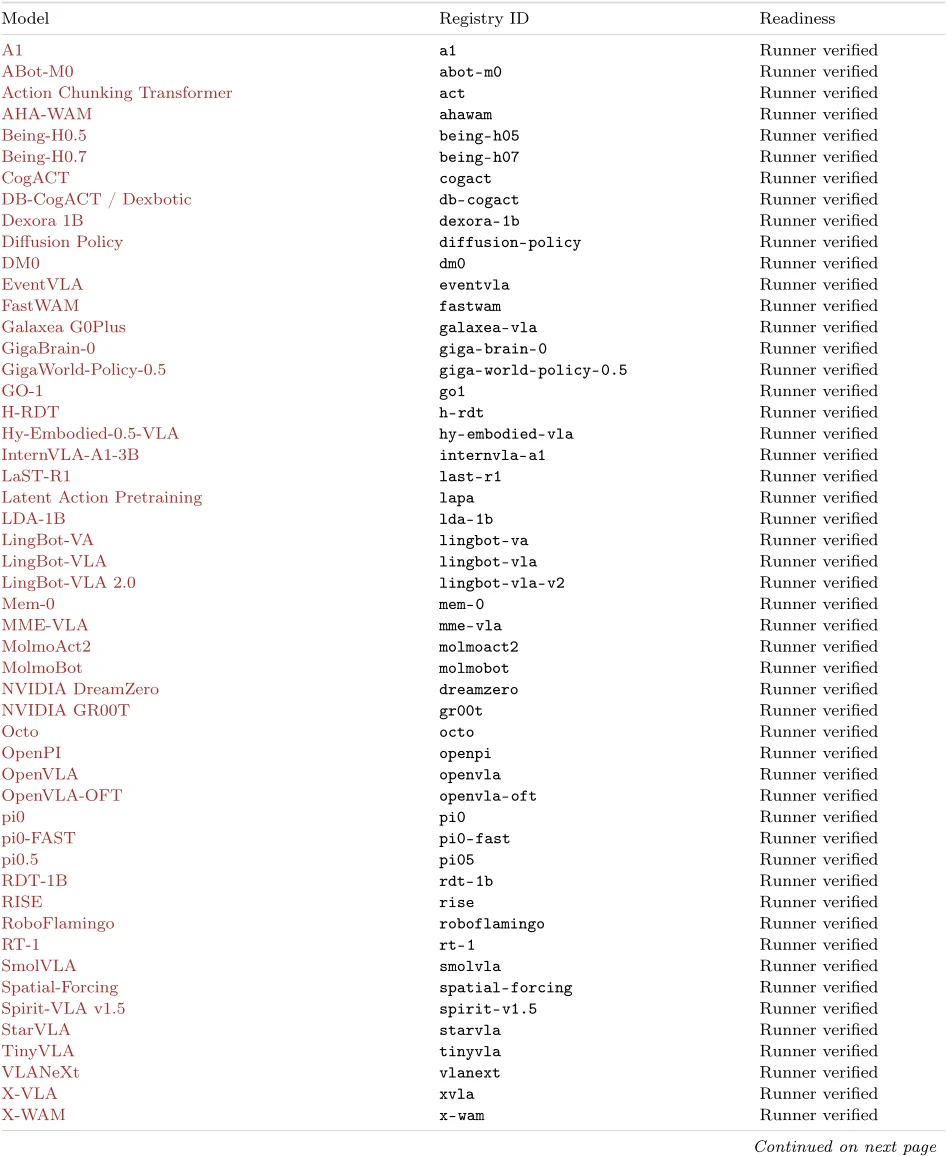 Model Registry ID Readiness
A1 a1 Runner verified
ABot-M0 abot-m0 Runner verified
Action Chunking Transformer act Runner verified
AHA-WAM ahawam Runner verified
Being-H0.5 being-h05 Runner verified
Being-H0.7 being-h07 Runner verified
CogACT cogact Runner verified
DB-CogACT / Dexbotic db-cogact Runner verified
Dexora 1B dexora-1b Runner verified
Diffusion Policy diffusion-policy Runner verified
DM0 dm0 Runner verified
EventVLA eventvla Runner verified
FastWAM fastwam Runner verified
Galaxea G0Plus galaxea-vla Runner verified
GigaBrain-0 giga-brain-0 Runner verified
GigaWorld-Policy-0.5 giga-world-policy-0.5 Runner verified
GO-1 go1 Runner verified
H-RDT h-rdt Runner verified
Hy-Embodied-0.5-VLA hy-embodied-vla Runner verified
InternVLA-A1-3B internvla-a1 Runner verified
LaST-R1 last-r1 Runner verified
Latent Action Pretraining lapa Runner verified
LDA-1B lda-1b Runner verified
LingBot-VA lingbot-va Runner verified
LingBot-VLA lingbot-vla Runner verified
LingBot-VLA 2.0 lingbot-vla-v2 Runner verified
Mem-0 mem-0 Runner verified
MME-VLA mme-vla Runner verified
MolmoAct2 molmoact2 Runner verified
MolmoBot molmobot Runner verified
NVIDIA DreamZero dreamzero Runner verified
NVIDIA GR00T gr00t Runner verified
Octo octo Runner verified
OpenPI openpi Runner verified
OpenVLA openvla Runner verified
OpenVLA-OFT openvla-oft Runner verified
pi0 pi0 Runner verified
pi0-FAST pi0-fast Runner verified
pi0.5 pi05 Runner verified
RDT-1B rdt-1b Runner verified
RISE rise Runner verified
RoboFlamingo roboflamingo Runner verified
RT-1 rt-1 Runner verified
SmolVLA smolvla Runner verified
Spatial-Forcing spatial-forcing Runner verified
Spirit-VLA v1.5 spirit-v1.5 Runner verified
StarVLA starvla Runner verified
TinyVLA tinyvla Runner verified
VLANeXt vlanext Runner verified
X-VLA xvla Runner verified
X-WAM x-wam Runner verified
Continued on next page